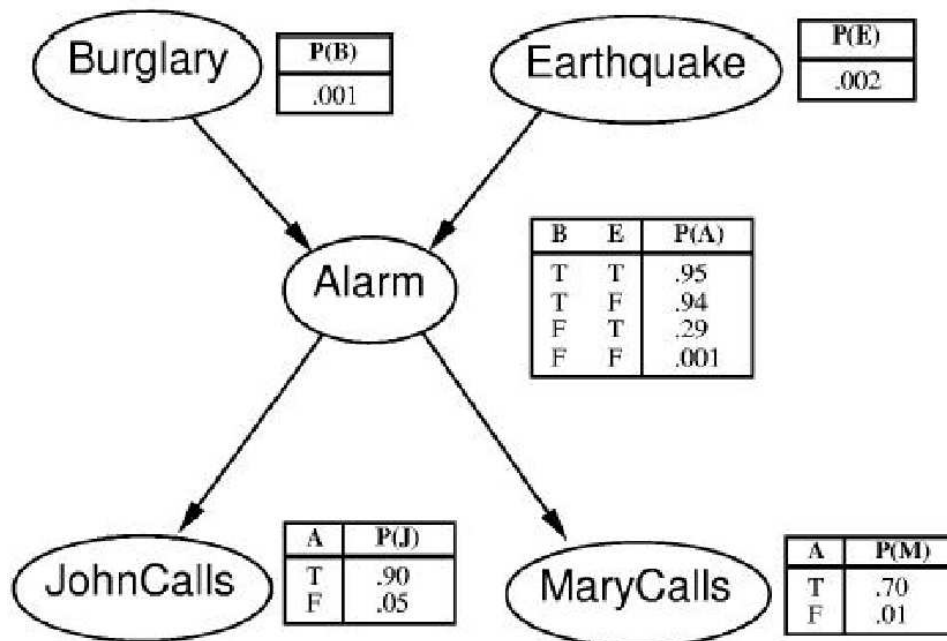 Burglary
P(B)
.001
Earthquake
P(E)
.002
Alarm
B E P(A)
T T .95
T F .94
F T .29
F F .001
JohnCalls
A P(J)
T .90
F .05
MaryCalls
A P(M)
T .70
F .01